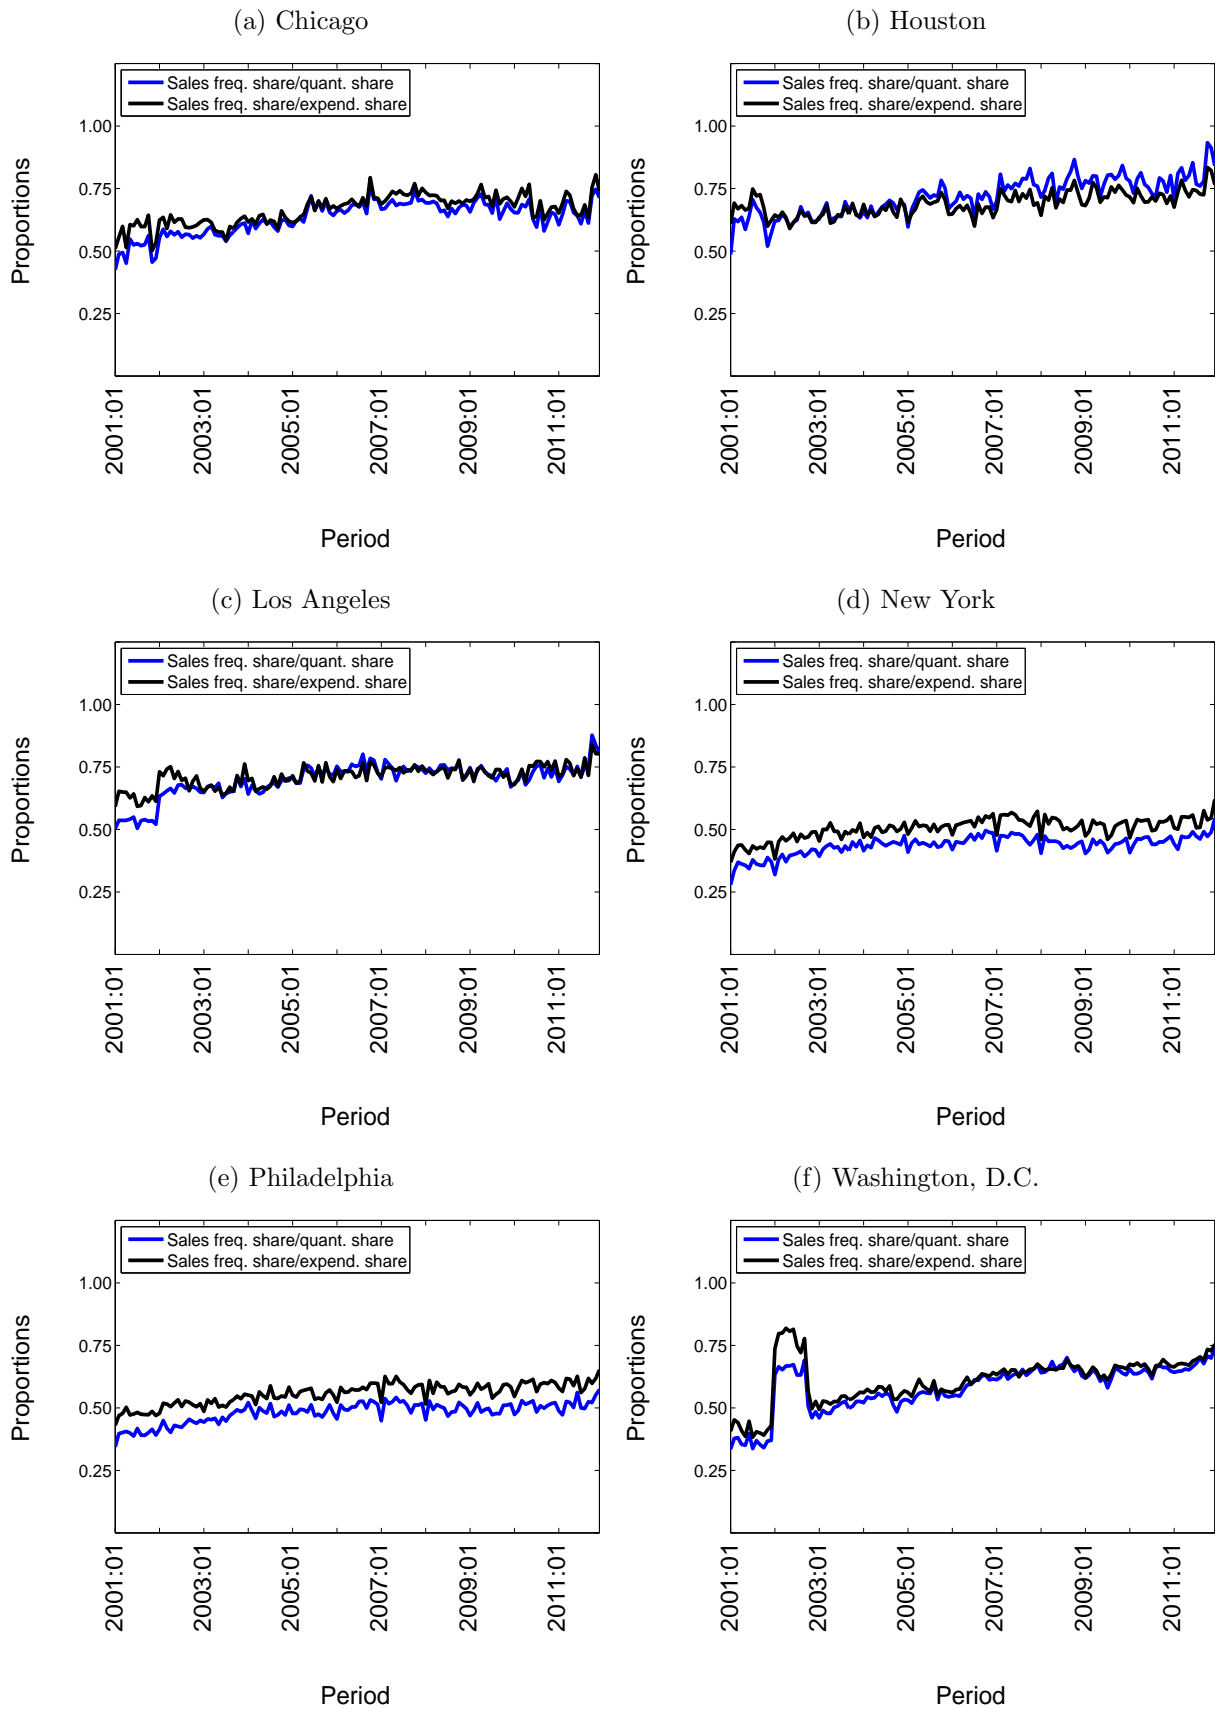 (a) Chicago
Sales freq. share/quant. share
Sales freq. share/expend. share
1.00
0.75
0.50
0.25
Proportions
2001:01
2003:01
2005:01
2007:01
2009:01
2011:01
Period
(b) Houston
Sales freq. share/quant. share
Sales freq. share/expend. share
1.00
0.75
0.50
0.25
Proportions
2001:01
2003:01
2005:01
2007:01
2009:01
2011:01
Period
(c) Los Angeles
Sales freq. share/quant. share
Sales freq. share/expend. share
1.00
0.75
0.50
0.25
Proportions
2001:01
2003:01
2005:01
2007:01
2009:01
2011:01
Period
(d) New York
Sales freq. share/quant. share
Sales freq. share/expend. share
1.00
0.75
0.50
0.25
Proportions
2001:01
2003:01
2005:01
2007:01
2009:01
2011:01
Period
(e) Philadelphia
Sales freq. share/quant. share
Sales freq. share/expend. share
1.00
0.75
0.50
0.25
Proportions
2001:01
2003:01
2005:01
2007:01
2009:01
2011:01
Period
(f) Washington, D.C.
Sales freq. share/quant. share
Sales freq. share/expend. share
1.00
0.75
0.50
0.25
Proportions
2001:01
2003:01
2005:01
2007:01
2009:01
2011:01
Period